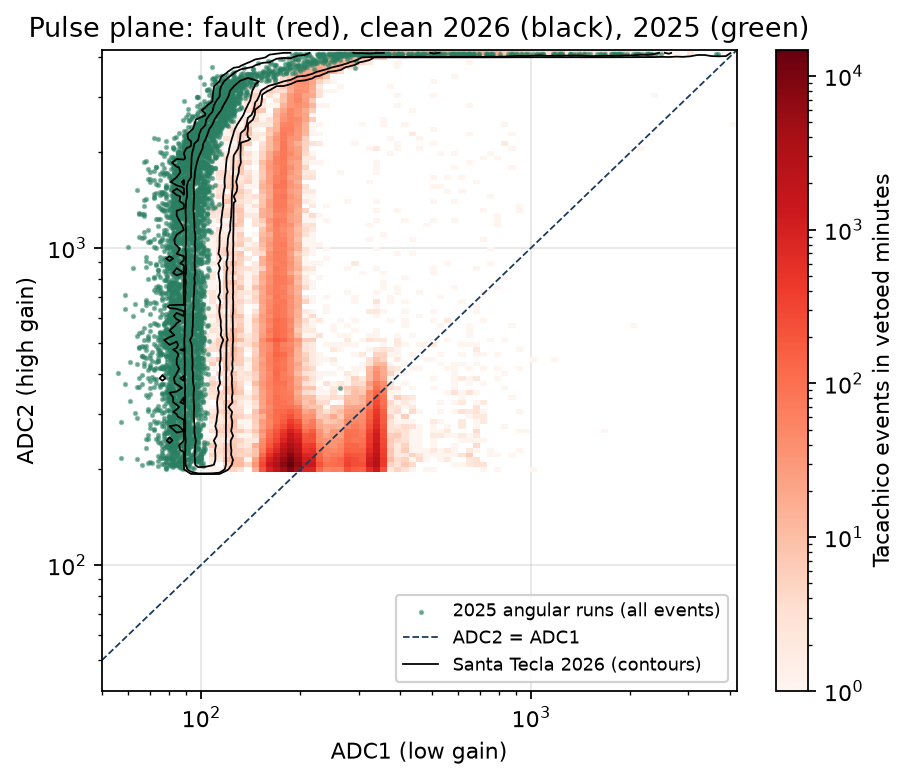 Pulse plane: fault (red), clean 2026 (black), 2025 (green)
ADC2 (high gain)
10³
10²
10²
10³
ADC1 (low gain)
2025 angular runs (all events)
ADC2 = ADC1
Santa Tecla 2026 (contours)
10⁴
10³
10²
10¹
10⁰
Tacachico events in vetoed minutes